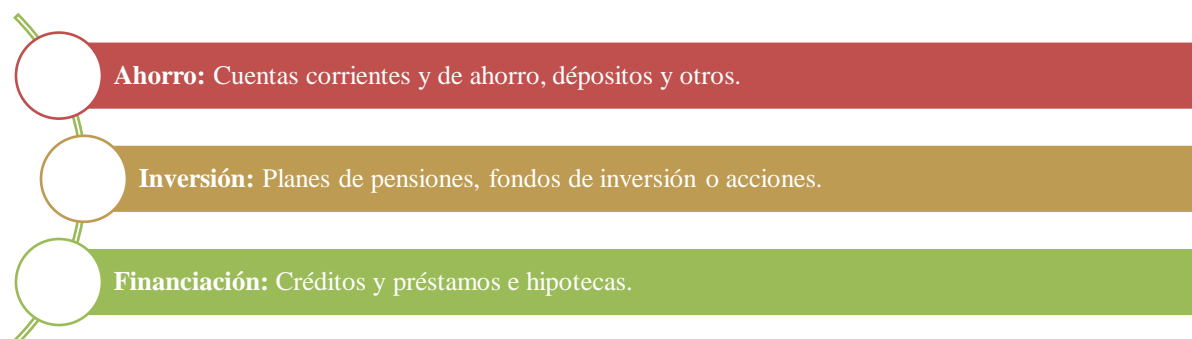 Ahorro: Cuentas corrientes y de ahorro, dépositos y otros.
Inversión: Planes de pensiones, fondos de inversión o acciones.
Financiación: Créditos y préstamos e hipotecas.